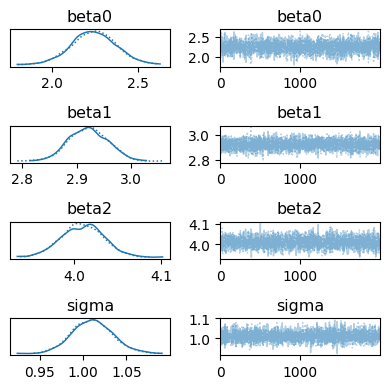 beta0 beta0
2.5
2.0
2.0 2.5 0 1000
beta1 beta1
3.0
2.8
2.8 2.9 3.0 0 1000
beta2 beta2
4.1
4.0
4.0 4.1 0 1000
sigma sigma
1.1
1.0
0.95 1.00 1.05 0 1000